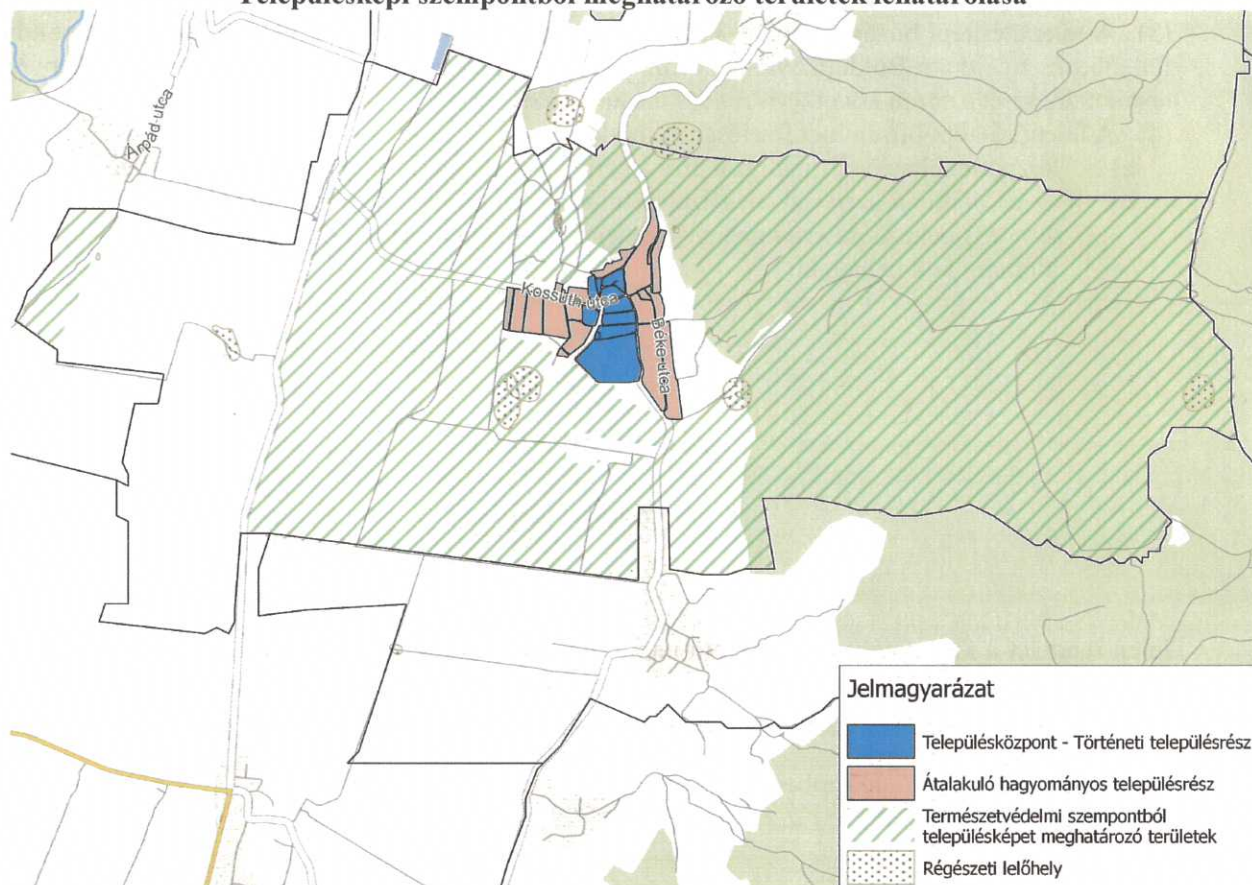 Településképi szempontból meghatározó területek lehatárolása
Árpád utca
Kossuth utca
Béke utca
Jelmagyarázat
Településközpont - Történeti településrész
Átalakuló hagyományos településrész
Természetvédelmi szempontból
településképet meghatározó területek
Régészeti lelőhely